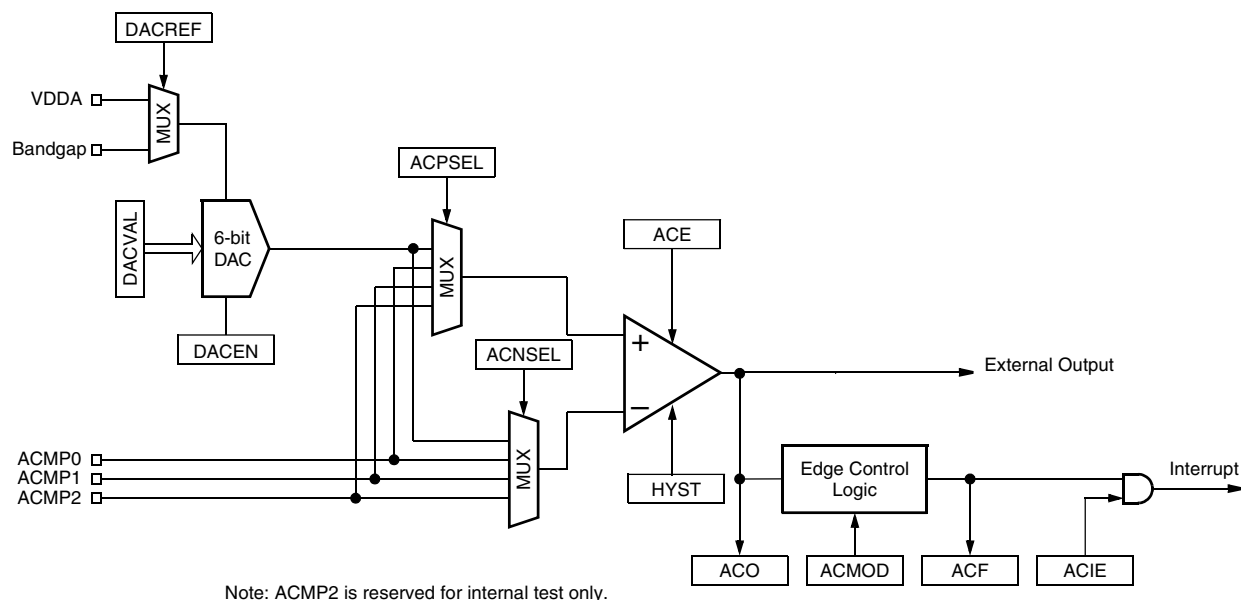 DACREF
VDDA
MUX
Bandgap
ACPSEL
DACVAL
6-bit
DAC
MUX
ACE
DACEN
ACNSEL
+
−
External Output
ACMP0
ACMP1
ACMP2
MUX
HYST
Edge Control
Logic
Interrupt
ACO
ACMOD
ACF
ACIE
Note: ACMP2 is reserved for internal test only.